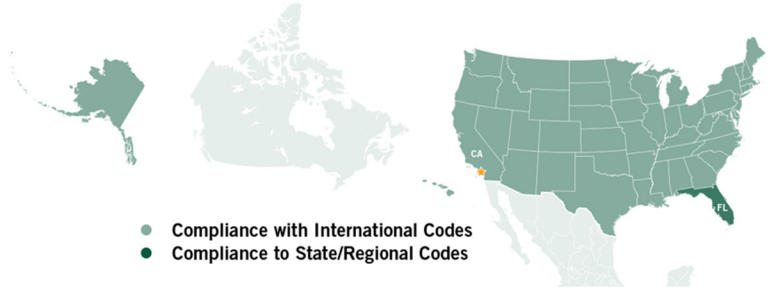 CA
FL
Compliance with International Codes
Compliance to State/Regional Codes